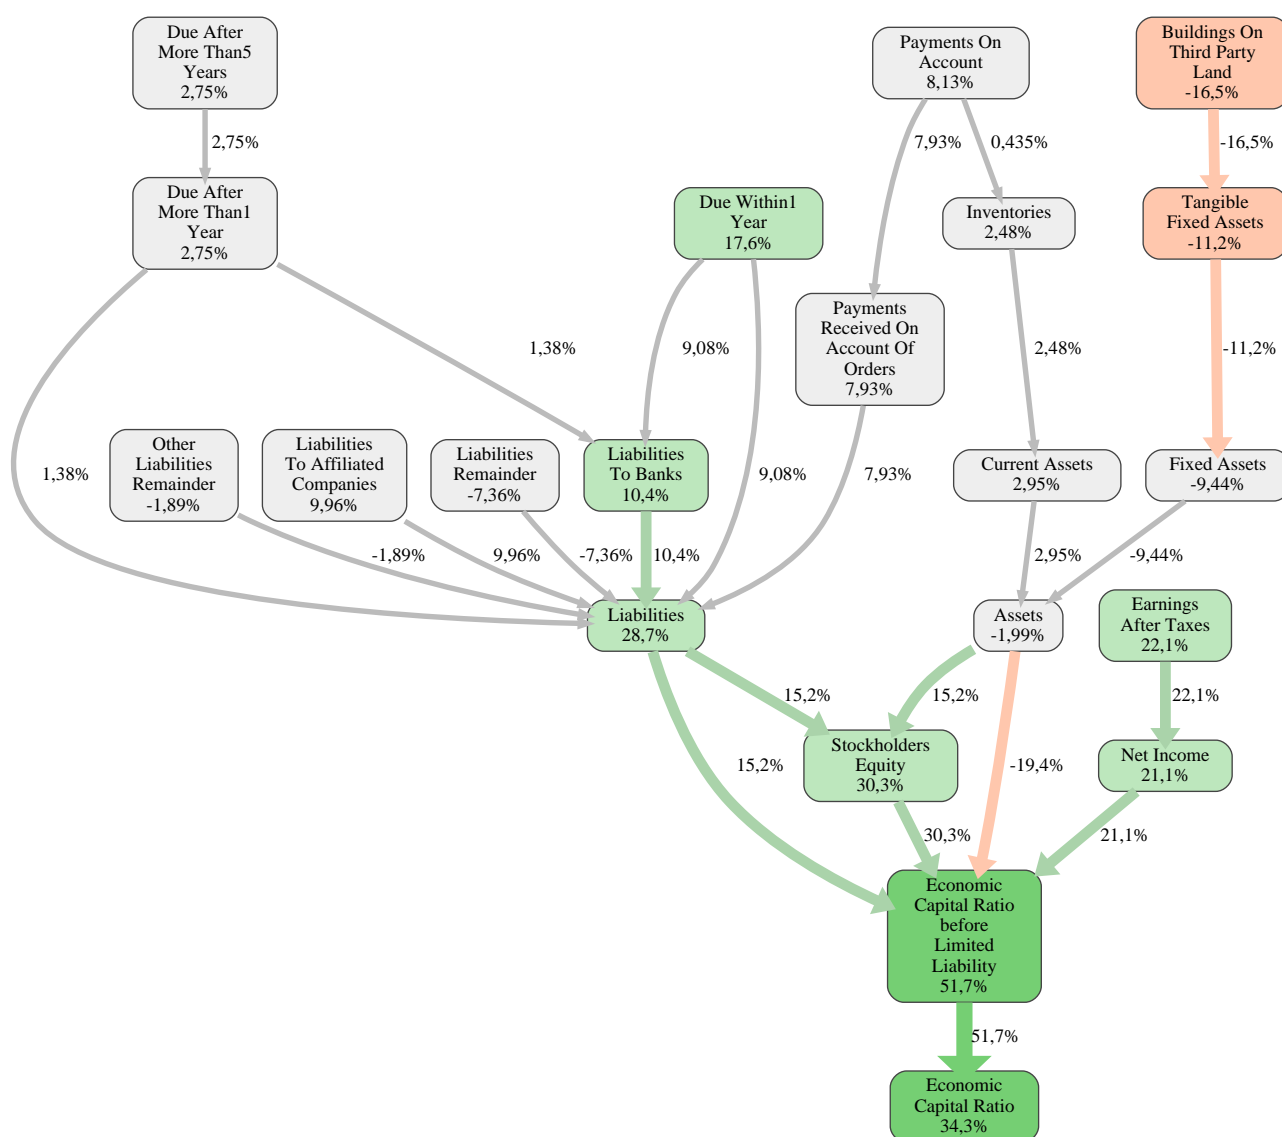 Due After
More Than5
Years
2,75%
Payments On
Account
8,13%
Buildings On
Third Party
Land
-16,5%
2,75%
7,93%
0,435%
-16,5%
Due After
More Than1
Year
2,75%
Due Within1
Year
17,6%
Inventories
2,48%
Tangible
Fixed Assets
-11,2%
1,38%
9,08%
Payments
Received On
Account Of
Orders
7,93%
2,48%
-11,2%
1,38%
Other
Liabilities
Remainder
-1,89%
Liabilities
To Affiliated
Companies
9,96%
Liabilities
Remainder
-7,36%
Liabilities
To Banks
10,4%
9,08%
7,93%
Current Assets
2,95%
Fixed Assets
-9,44%
-1,89%
9,96%
-7,36%
10,4%
2,95%
-9,44%
Liabilities
28,7%
Assets
-1,99%
Earnings
After Taxes
22,1%
15,2%
15,2%
22,1%
15,2%
Stockholders
Equity
30,3%
-19,4%
Net Income
21,1%
30,3%
21,1%
Economic
Capital Ratio
before
Limited
Liability
51,7%
51,7%
Economic
Capital Ratio
34,3%